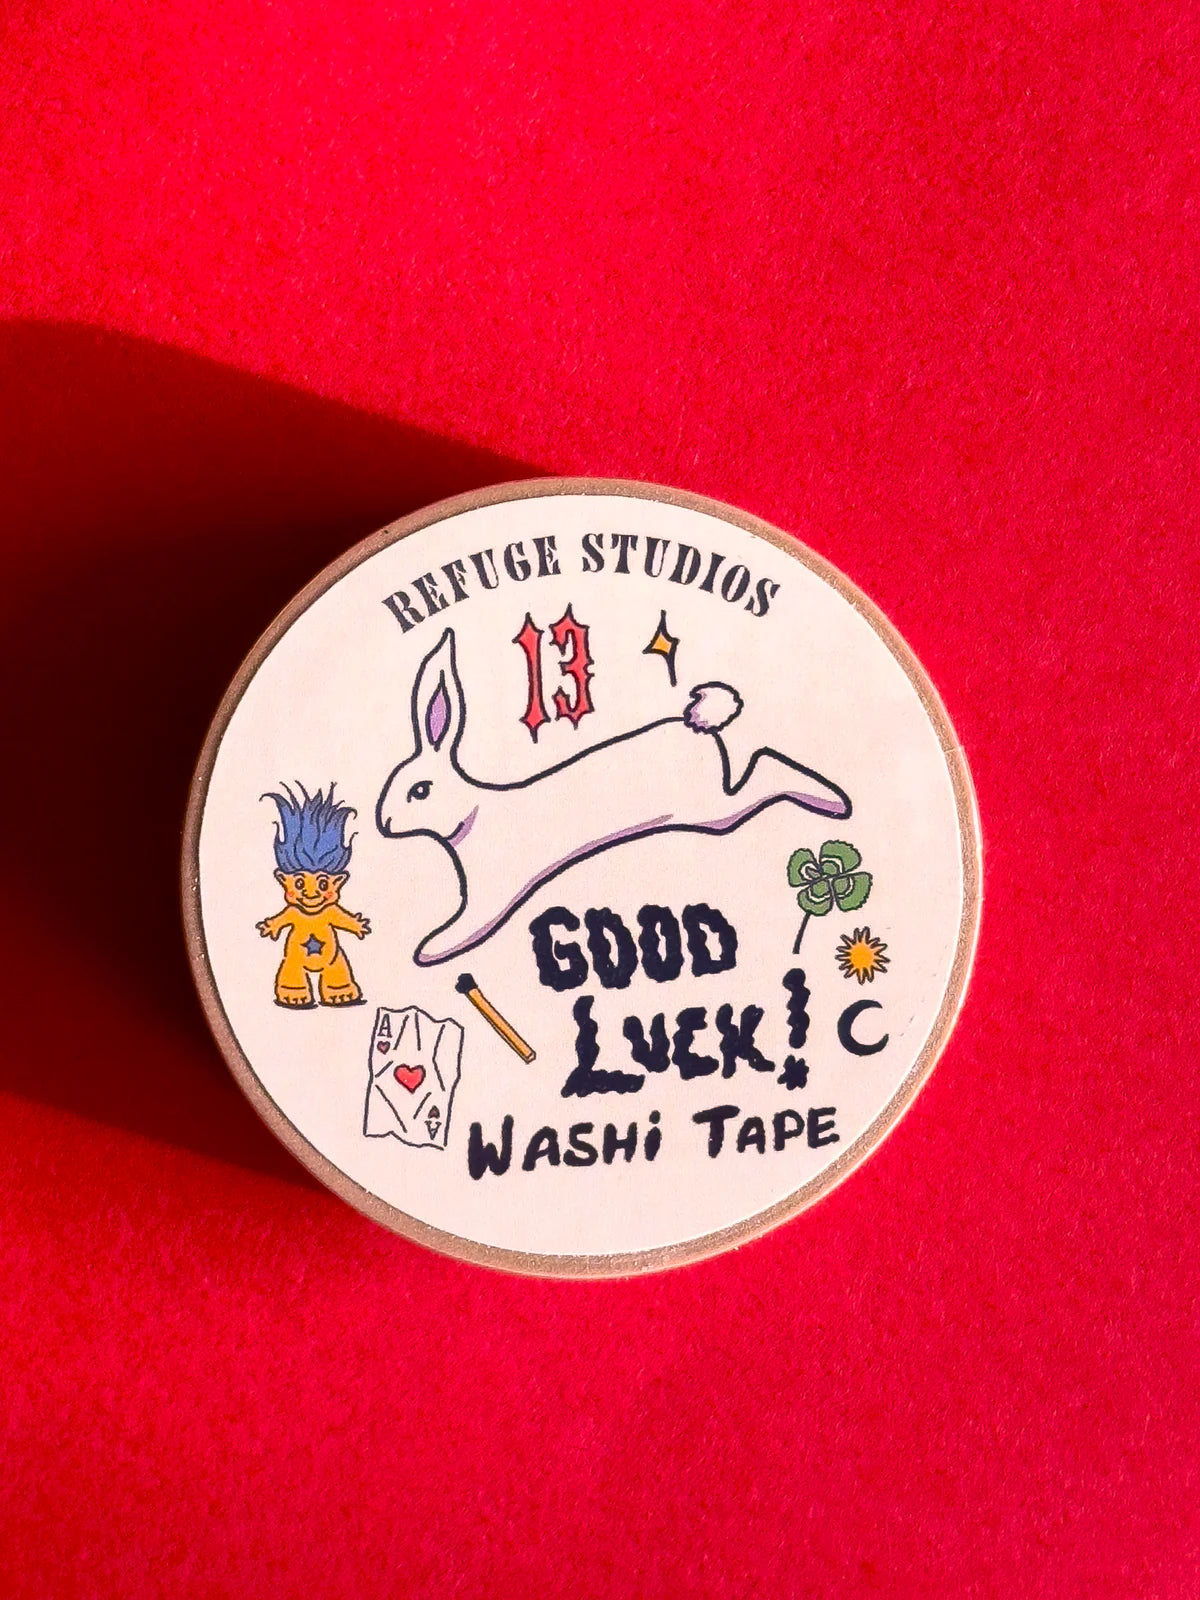 REFUGE STUDIOS
13
GOOD
LUCK!
A
A
WASHi TAPE